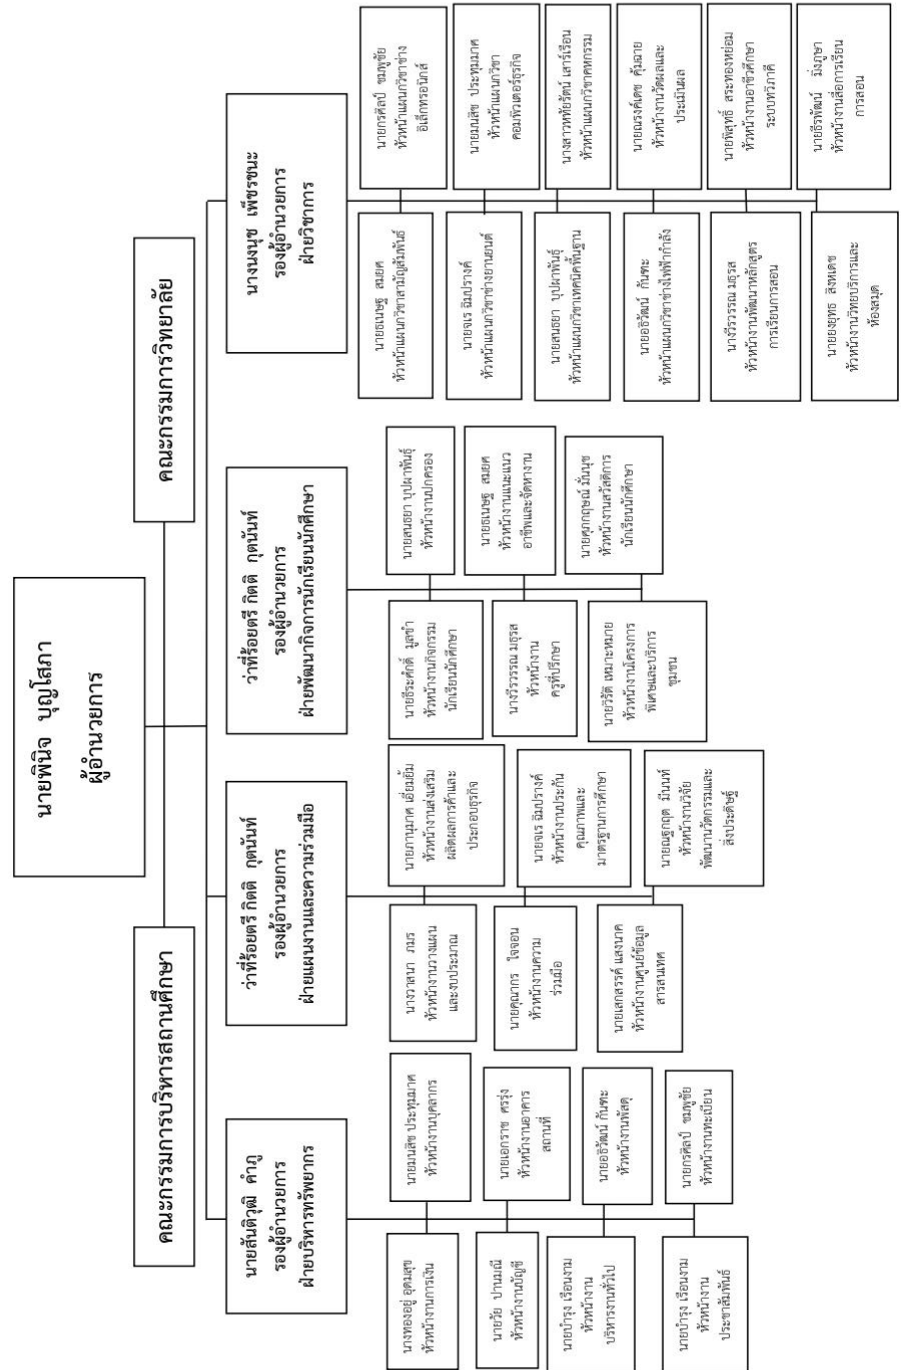 นายพินิจ บุญโสภา
ผู้อำนวยการ
คณะกรรมการบริหารสถานศึกษา
คณะกรรมการวิทยาลัย
นายสันติวุฒิ คำภู
รองผู้อำนวยการ
ฝ่ายบริหารทรัพยากร
ว่าที่ร้อยตรี กิตติ กุตนันท์
รองผู้อำนวยการ
ฝ่ายแผนงานและความร่วมมือ
ว่าที่ร้อยตรี กิตติ กุตนันท์
รองผู้อำนวยการ
ฝ่ายพัฒนากิจการนักเรียนนักศึกษา
นางนงนุช เพ็ชรชนะ
รองผู้อำนวยการ
ฝ่ายวิชาการ
นางทองอยู่ อุดมสุข
หัวหน้างานการเงิน
นายมนสิช ประทุมมาศ
หัวหน้างานบุคลากร
นายวัย ปานมณี
หัวหน้างานบัญชี
นายเอกราช ศรรุ่ง
หัวหน้างานอาคาร
สถานที่
นายบำรุง เรือนงาม
หัวหน้างาน
บริหารงานทั่วไป
นายอธิวัฒน์ กันฑะ
หัวหน้างานพัสดุ
นายบำรุง เรือนงาม
หัวหน้างาน
ประชาสัมพันธ์
นายกรศิลป์ ชมพูชัย
หัวหน้างานทะเบียน
นางวาสนา ภมร
หัวหน้างานวางแผน
และงบประมาณ
นายภานุมาศ เอี่ยมยิ้ม
หัวหน้างานส่งเสริม
ผลิตผลการค้าและ
ประกอบธุรกิจ
นายคุณากร ใจจอน
หัวหน้างานความ
ร่วมมือ
นายจเร ธิมปรางค์
หัวหน้างานประกัน
คุณภาพและ
มาตรฐานการศึกษา
นายเสกสรรค์ แสงนาค
หัวหน้างานศูนย์ข้อมูล
สารสนเทศ
นายณฐกฤต มีนนท์
หัวหน้างานวิจัย
พัฒนานวัตกรรมและ
สิ่งประดิษฐ์
นายธีระศักดิ์ มูลขำ
หัวหน้างานกิจกรรม
นักเรียนนักศึกษา
นายสนธยา บุปผาพันธุ์
หัวหน้างานปกครอง
นางวีรวรรณ มธุรส
หัวหน้างาน
ครูที่ปรึกษา
นายธเนษฐ สมยศ
หัวหน้างานแนะแนว
อาชีพและจัดหางาน
นายวิรัติ เหมาะหมาย
หัวหน้างานโครงการ
พิเศษและบริการ
ชุมชน
นายศุภกฤษณ์ มั่นนุช
หัวหน้างานสวัสดิการ
นักเรียนนักศึกษา
นายธเนษฐ สมยศ
หัวหน้าแผนกวิชาสามัญสัมพันธ์
นายกรศิลป์ ชมพูชัย
หัวหน้าแผนกวิชาช่าง
อิเล็กทรอนิกส์
นายจเร ธิมปรางค์
หัวหน้าแผนกวิชาช่างยานยนต์
นายมนสิช ประทุมมาศ
หัวหน้าแผนกวิชา
คอมพิวเตอร์ธุรกิจ
นายสนธยา บุปผาพันธุ์
หัวหน้าแผนกวิชาเทคนิคพื้นฐาน
นางสาวหทัยรัตน์ เสาร์เรือน
หัวหน้าแผนกวิชาคหกรรม
นายอธิวัฒน์ กันฑะ
หัวหน้าแผนกวิชาช่างไฟฟ้ากำลัง
นายณรงค์เดช คุ้มฉาย
หัวหน้างานวัดผลและ
ประเมินผล
นางวีรวรรณ มธุรส
หัวหน้างานพัฒนาหลักสูตร
การเรียนการสอน
นายพิสุทธิ์ สระทองหย่อม
หัวหน้างานอาชีวศึกษา
ระบบทวิภาคี
นายยงยุทธ สิงหเดช
หัวหน้างานวิทยบริการและ
ห้องสมุด
นายธีรพัฒน์ มิ่งภูษา
หัวหน้างานสื่อการเรียน
การสอน